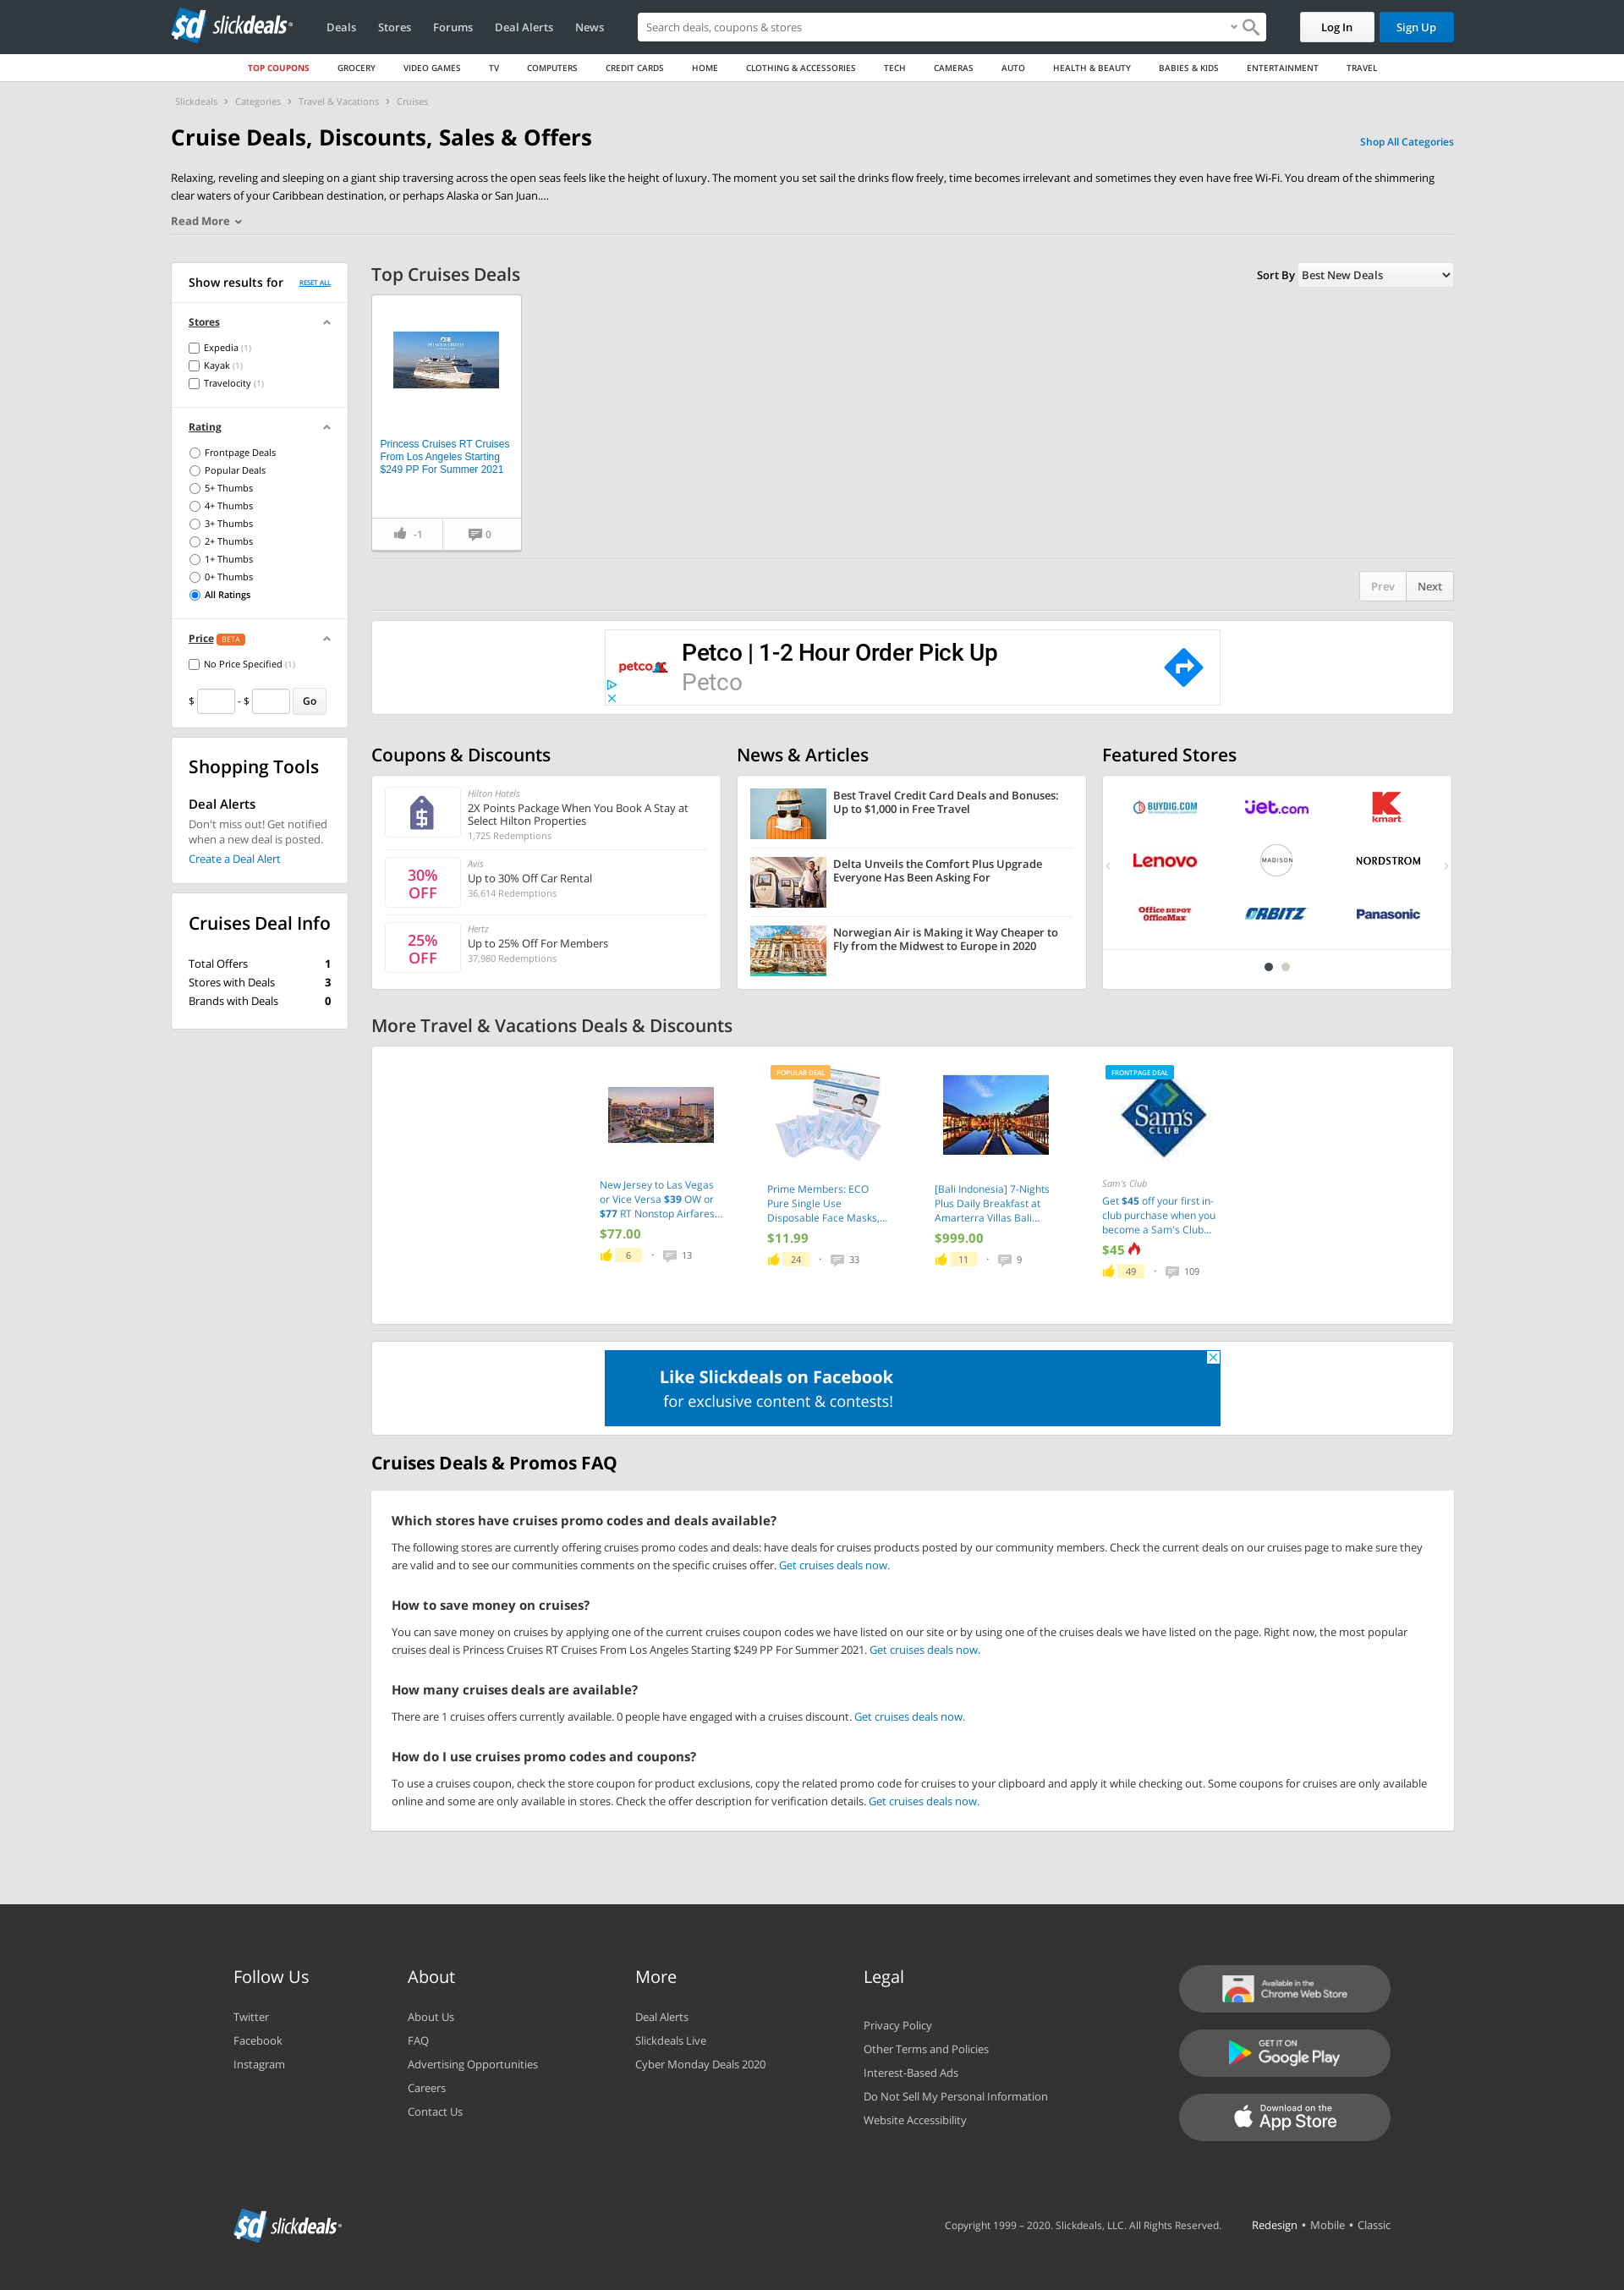 sd slickdeals
Deals
Stores
Forums
Deal Alerts
News
Search deals, coupons & stores
Log In
Sign Up
TOP COUPONS
GROCERY
VIDEO GAMES
TV
COMPUTERS
CREDIT CARDS
HOME
CLOTHING & ACCESSORIES
TECH
CAMERAS
AUTO
HEALTH & BEAUTY
BABIES & KIDS
ENTERTAINMENT
TRAVEL
Slickdeals › Categories › Travel & Vacations › Cruises
Cruise Deals, Discounts, Sales & Offers
Shop All Categories
Relaxing, reveling and sleeping on a giant ship traversing across the open seas feels like the height of luxury. The moment you set sail the drinks flow freely, time becomes irrelevant and sometimes they even have free Wi-Fi. You dream of the shimmering
clear waters of your Caribbean destination, or perhaps Alaska or San Juan....
Read More
Show results for
RESET ALL
Stores
Expedia (1)
Kayak (1)
Travelocity (1)
Rating
Frontpage Deals
Popular Deals
5+ Thumbs
4+ Thumbs
3+ Thumbs
2+ Thumbs
1+ Thumbs
0+ Thumbs
All Ratings
Price BETA
No Price Specified (1)
$ - $ Go
Shopping Tools
Deal Alerts
Don't miss out! Get notified
when a new deal is posted.
Create a Deal Alert
Cruises Deal Info
Total Offers 1
Stores with Deals 3
Brands with Deals 0
Top Cruises Deals
Sort By Best New Deals
PRINCESS CRUISES
Princess Cruises RT Cruises
From Los Angeles Starting
$249 PP For Summer 2021
-1
0
Prev
Next
petco
Petco | 1-2 Hour Order Pick Up
Petco
Coupons & Discounts
Hilton Hotels
2X Points Package When You Book A Stay at
Select Hilton Properties
1,725 Redemptions
30%
OFF
Avis
Up to 30% Off Car Rental
36,614 Redemptions
25%
OFF
Hertz
Up to 25% Off For Members
37,980 Redemptions
News & Articles
Best Travel Credit Card Deals and Bonuses:
Up to $1,000 in Free Travel
Delta Unveils the Comfort Plus Upgrade
Everyone Has Been Asking For
Norwegian Air is Making it Way Cheaper to
Fly from the Midwest to Europe in 2020
Featured Stores
BUYDIG.COM
jet.com
kmart
Lenovo
MADISON
NORDSTROM
Office DEPOT
OfficeMax
ORBITZ
Panasonic
More Travel & Vacations Deals & Discounts
New Jersey to Las Vegas
or Vice Versa $39 OW or
$77 RT Nonstop Airfares...
$77.00
6 · 13
POPULAR DEAL
Prime Members: ECO
Pure Single Use
Disposable Face Masks,...
$11.99
24 · 33
[Bali Indonesia] 7-Nights
Plus Daily Breakfast at
Amarterra Villas Bali...
$999.00
11 · 9
FRONTPAGE DEAL
Sam's
CLUB
Sam's Club
Get $45 off your first in-
club purchase when you
become a Sam's Club...
$45
49 · 109
Like Slickdeals on Facebook
for exclusive content & contests!
Cruises Deals & Promos FAQ
Which stores have cruises promo codes and deals available?
The following stores are currently offering cruises promo codes and deals: have deals for cruises products posted by our community members. Check the current deals on our cruises page to make sure they
are valid and to see our communities comments on the specific cruises offer. Get cruises deals now.
How to save money on cruises?
You can save money on cruises by applying one of the current cruises coupon codes we have listed on our site or by using one of the cruises deals we have listed on the page. Right now, the most popular
cruises deal is Princess Cruises RT Cruises From Los Angeles Starting $249 PP For Summer 2021. Get cruises deals now.
How many cruises deals are available?
There are 1 cruises offers currently available. 0 people have engaged with a cruises discount. Get cruises deals now.
How do I use cruises promo codes and coupons?
To use a cruises coupon, check the store coupon for product exclusions, copy the related promo code for cruises to your clipboard and apply it while checking out. Some coupons for cruises are only available
online and some are only available in stores. Check the offer description for verification details. Get cruises deals now.
Follow Us
Twitter
Facebook
Instagram
About
About Us
FAQ
Advertising Opportunities
Careers
Contact Us
More
Deal Alerts
Slickdeals Live
Cyber Monday Deals 2020
Legal
Privacy Policy
Other Terms and Policies
Interest-Based Ads
Do Not Sell My Personal Information
Website Accessibility
Available in the
Chrome Web Store
GET IT ON
Google Play
Download on the
App Store
sd slickdeals
Copyright 1999 – 2020. Slickdeals, LLC. All Rights Reserved.
Redesign • Mobile • Classic